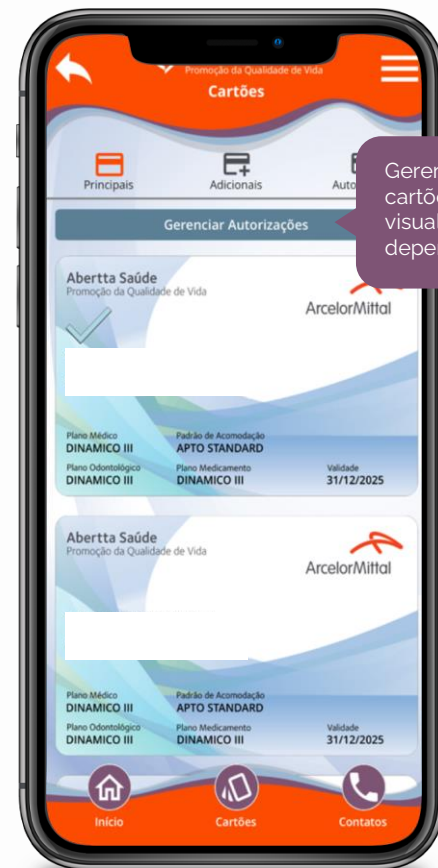 Promoção da Qualidade de Vida
Cartões
Principais
Adicionais
Gerenciar Autorizações
Abertta Saúde
Promoção da Qualidade de Vida
ArcelorMittal
Plano Médico
DINAMICO III
Padrão de Acomodação
APTO STANDARD
Plano Odontológico
DINAMICO III
Plano Medicamento
DINAMICO III
Validade
31/12/2025
Abertta Saúde
Promoção da Qualidade de Vida
ArcelorMittal
Plano Médico
DINAMICO III
Padrão de Acomodação
APTO STANDARD
Plano Odontológico
DINAMICO III
Plano Medicamento
DINAMICO III
Validade
31/12/2025
Início
Cartões
Contatos